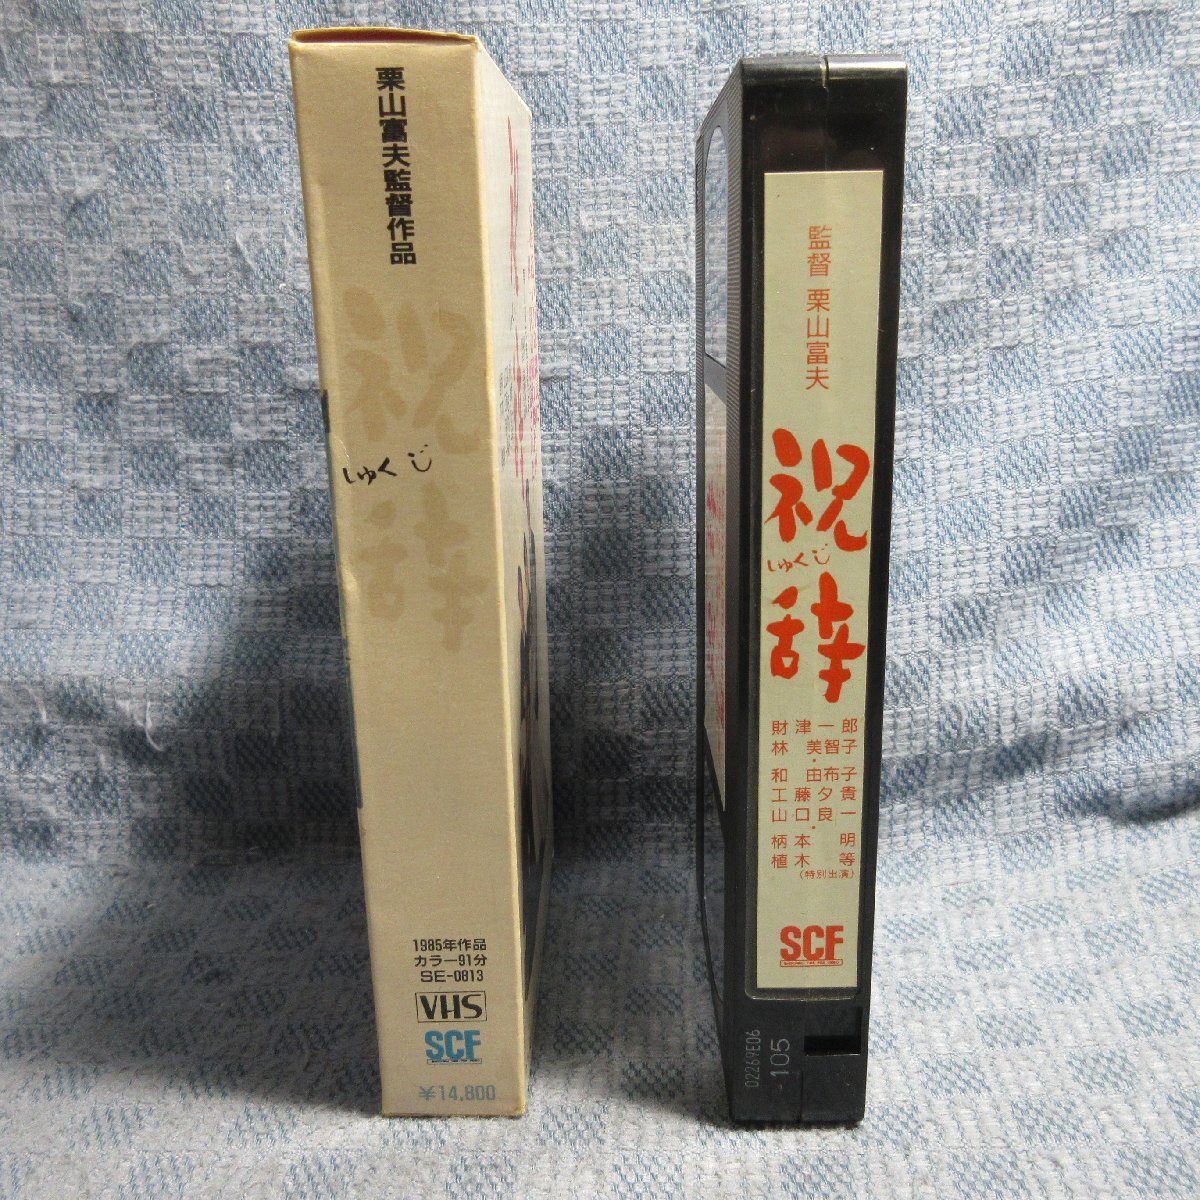 栗山富夫監督作品
祝辞
しゅくじ
1985年作品
カラー91分
SE-0813
VHS
SCF
¥14,800
監督 栗山富夫
祝辞
しゅくじ
財津一郎
林 美智子
・
和 由布子
工藤夕貴
山口良一
・
柄本 明
植木 等
(特別出演)
SCF
02269E06
-105